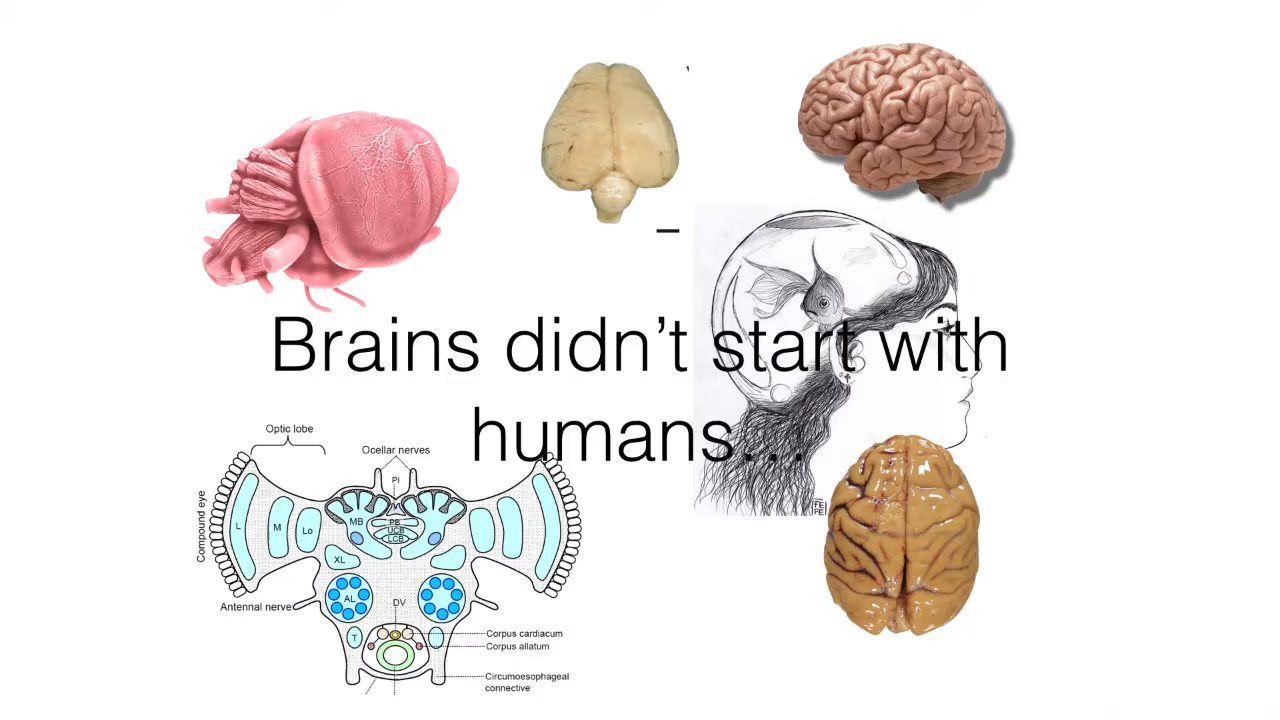 –
Brains didn’t start with
humans...
Optic lobe
Ocellar nerves
PI
Compound eye
L
M
Lo
MB
PB
UCB
LCB
XL
AL
DV
Antennal nerve
T
Corpus cardiacum
Corpus allatum
Circumoesophageal
connective